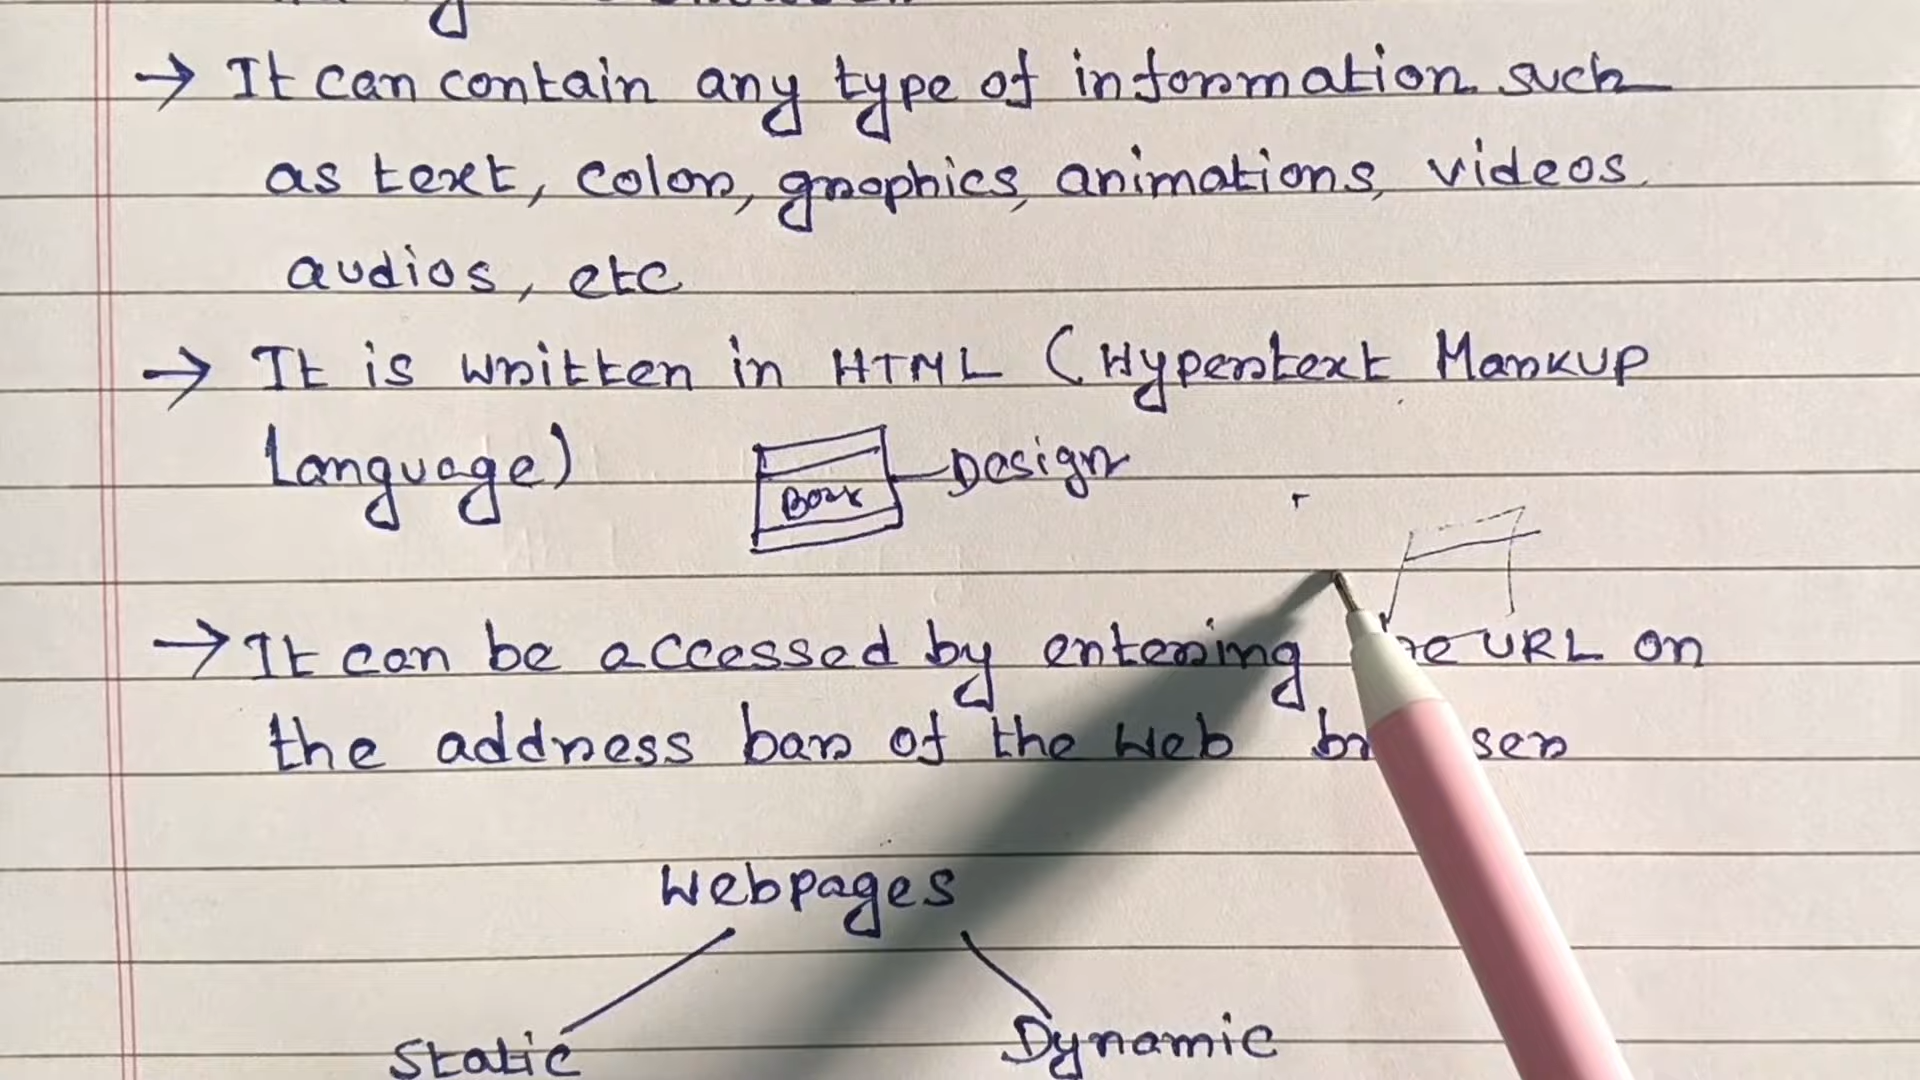 → It can contain any type of information such
as text, color, graphics, animations, videos,
audios, etc
→ It is written in HTML (Hypertext Markup
Language)
Book
Design
→ It can be accessed by entering URL on
the address bar of the Web
Webpages
Static
Dynamic